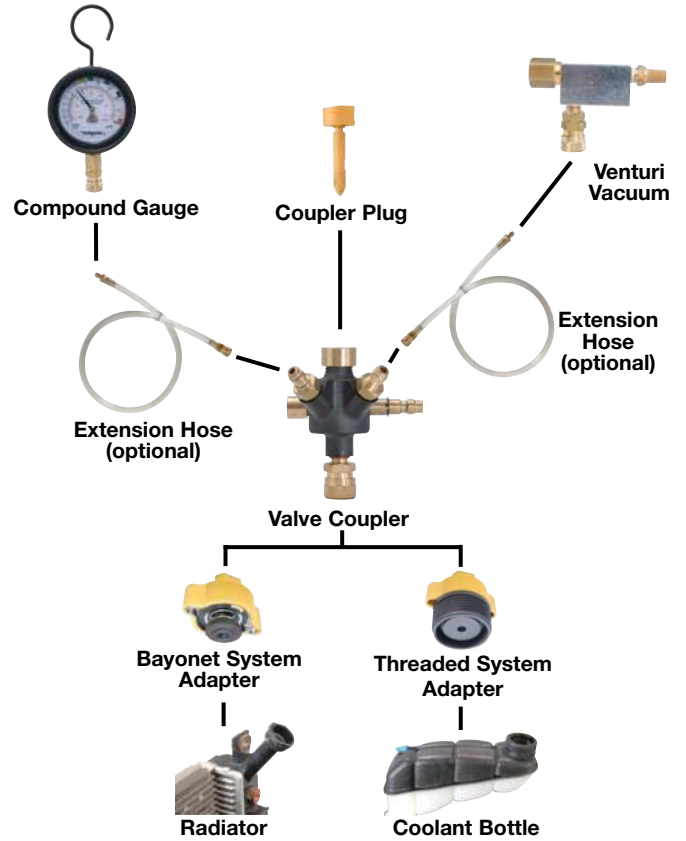 Compound Gauge
Coupler Plug
Venturi
Vacuum
Extension
Hose
(optional)
Extension Hose
(optional)
Valve Coupler
Bayonet System
Adapter
Threaded System
Adapter
Radiator
Coolant Bottle